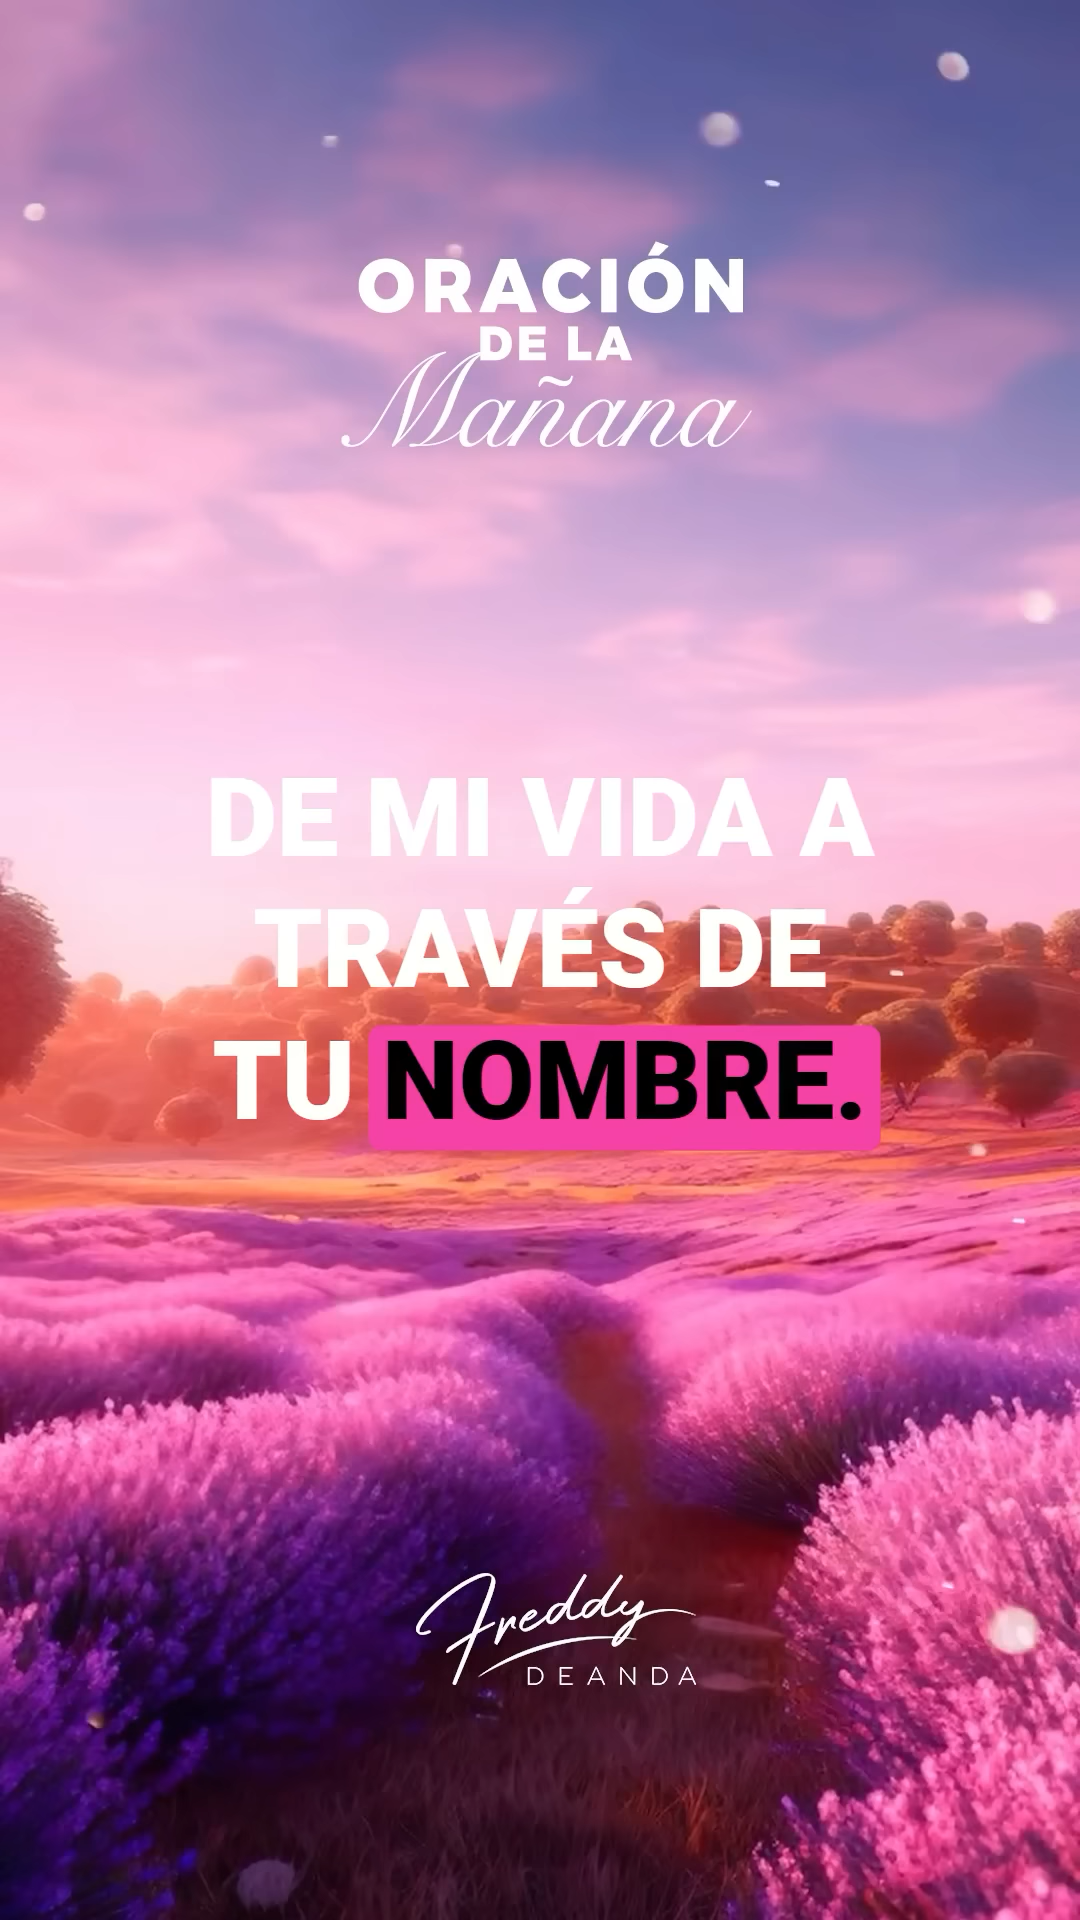 ORACIÓN
DE LA
Mañana
DE MI VIDA A
TRAVÉS DE
TU NOMBRE.
Freddy
DEANDA